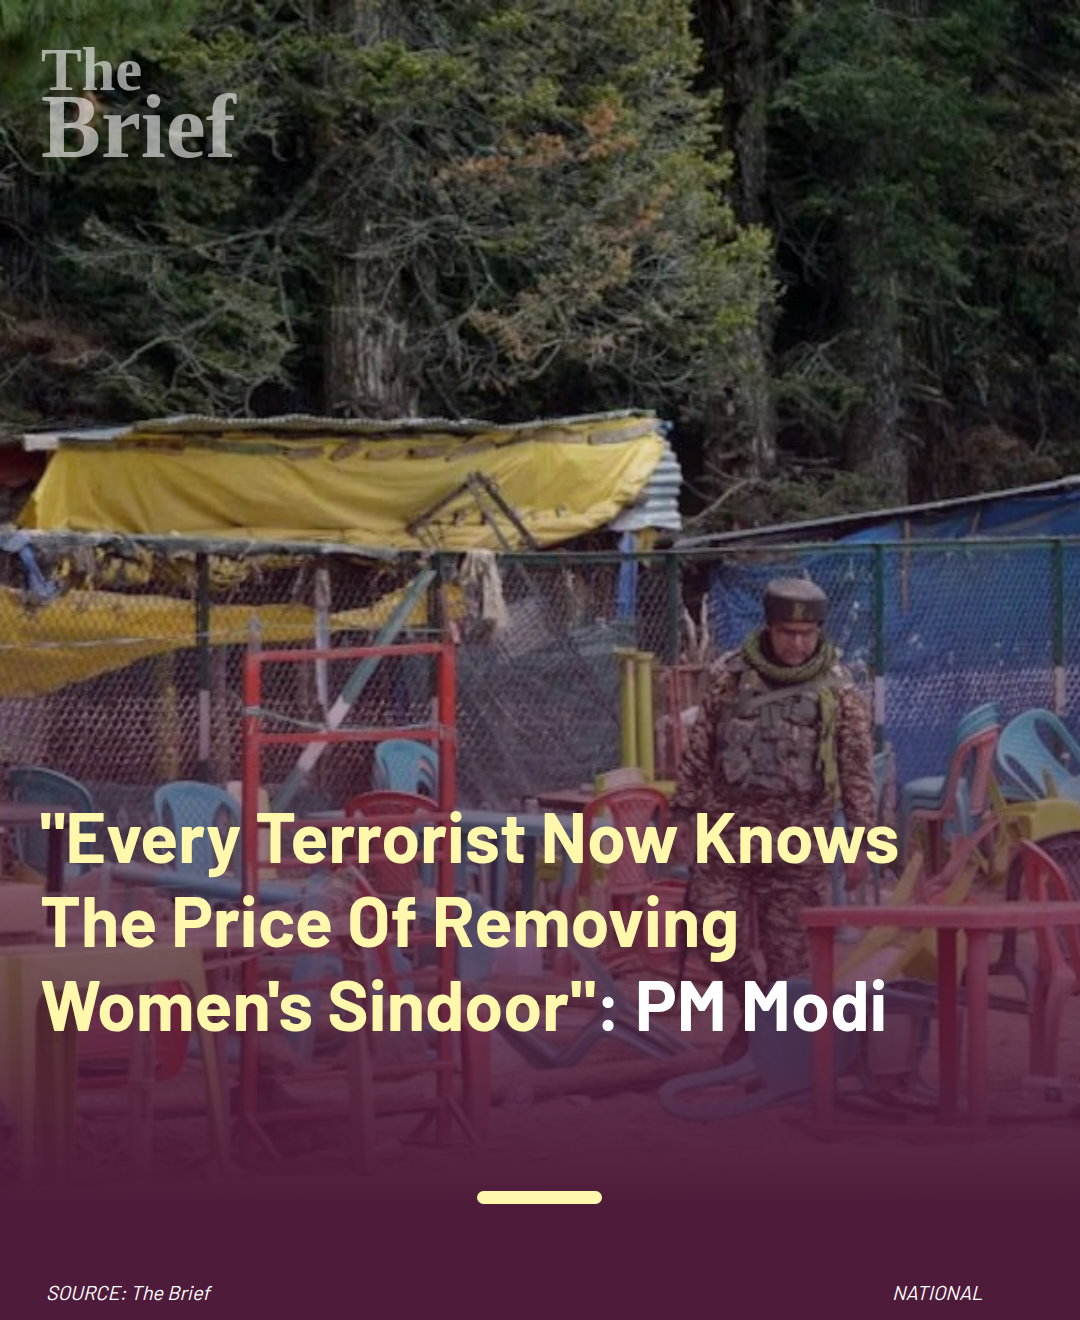 The
Brief
"Every Terrorist Now Knows
The Price Of Removing
Women's Sindoor": PM Modi
SOURCE: The Brief
NATIONAL